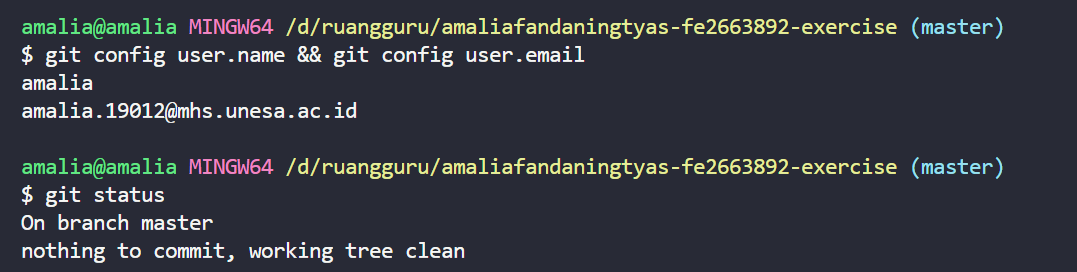 amalia@amalia MINGW64 /d/ruangguru/amaliafandaningtyas-fe2663892-exercise (master)
$ git config user.name && git config user.email
amalia
amalia.19012@mhs.unesa.ac.id
amalia@amalia MINGW64 /d/ruangguru/amaliafandaningtyas-fe2663892-exercise (master)
$ git status
On branch master
nothing to commit, working tree clean